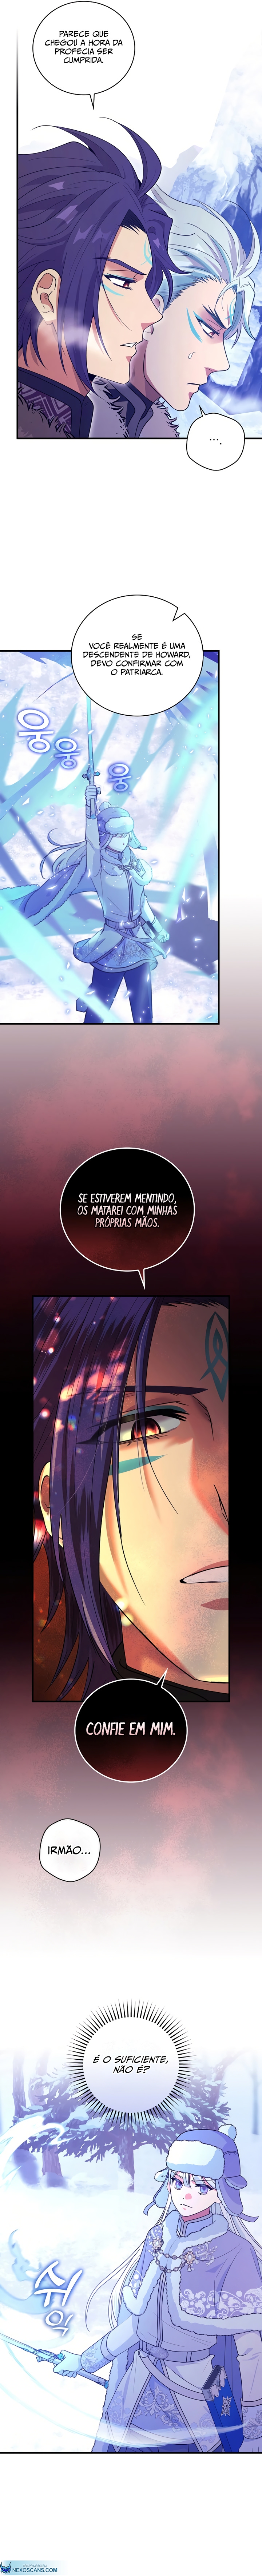 PARECE QUE
CHEGOU A HORA DA
PROFECIA SER
CUMPRIDA.
...
SE
VOCÊ REALMENTE É UMA
DESCENDENTE DE HOWARD,
DEVO CONFIRMAR COM
O PATRIARCA.
웅
웅
웅
SE ESTIVEREM MENTINDO,
OS MATAREI COM MINHAS
PRÓPRIAS MÃOS.
CONFIE EM MIM.
IRMÃO...
É O SUFICIENTE,
NÃO É?
쉬
익
NEXOSCANS.COM